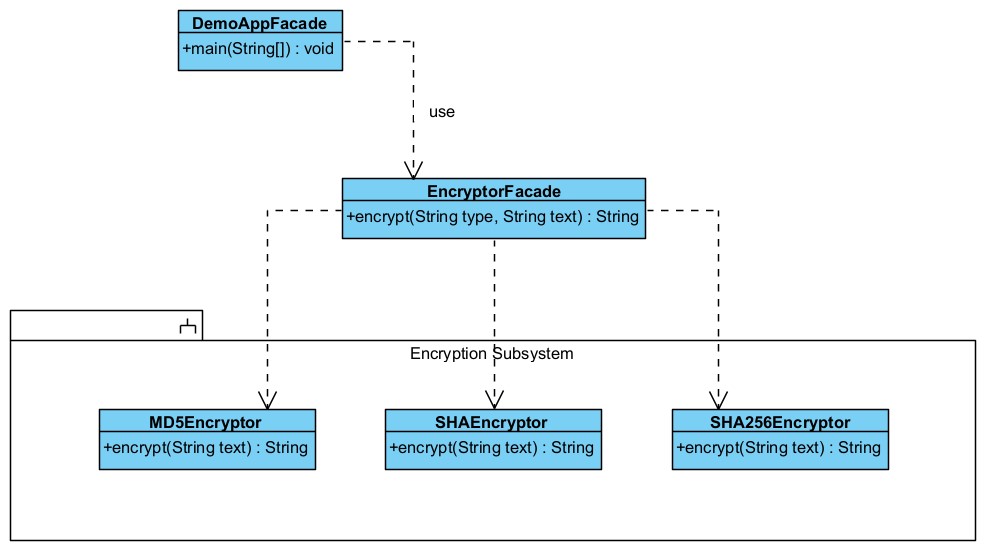 DemoAppFacade
+main(String[]) : void
use
EncryptorFacade
+encrypt(String type, String text) : String
Encryption Subsystem
MD5Encryptor
+encrypt(String text) : String
SHAEncryptor
+encrypt(String text) : String
SHA256Encryptor
+encrypt(String text) : String